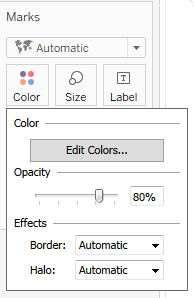 Marks
Automatic
Color Size Label
Color
Edit Colors...
Opacity
80%
Effects
Border: Automatic
Halo: Automatic